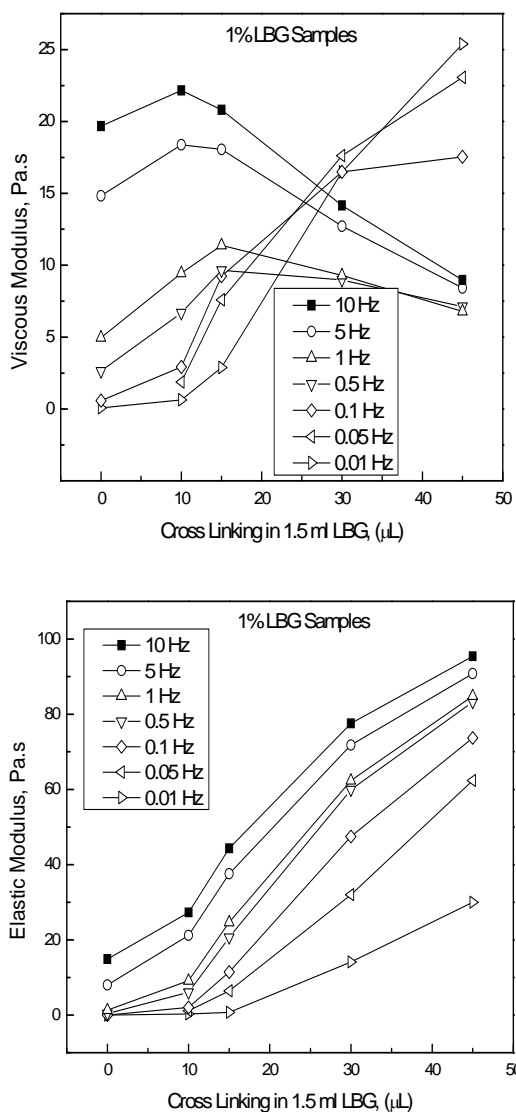 1% LBG Samples
25
20
15
10
5
0
Viscous Modulus, Pa.s
10 Hz
5 Hz
1 Hz
0.5 Hz
0.1 Hz
0.05 Hz
0.01 Hz
0 10 20 30 40 50
Cross Linking in 1.5 ml LBG, (μL)
1% LBG Samples
100
80
60
40
20
0
Elastic Modulus, Pa.s
10 Hz
5 Hz
1 Hz
0.5 Hz
0.1 Hz
0.05 Hz
0.01 Hz
0 10 20 30 40 50
Cross Linking in 1.5 ml LBG, (μL)